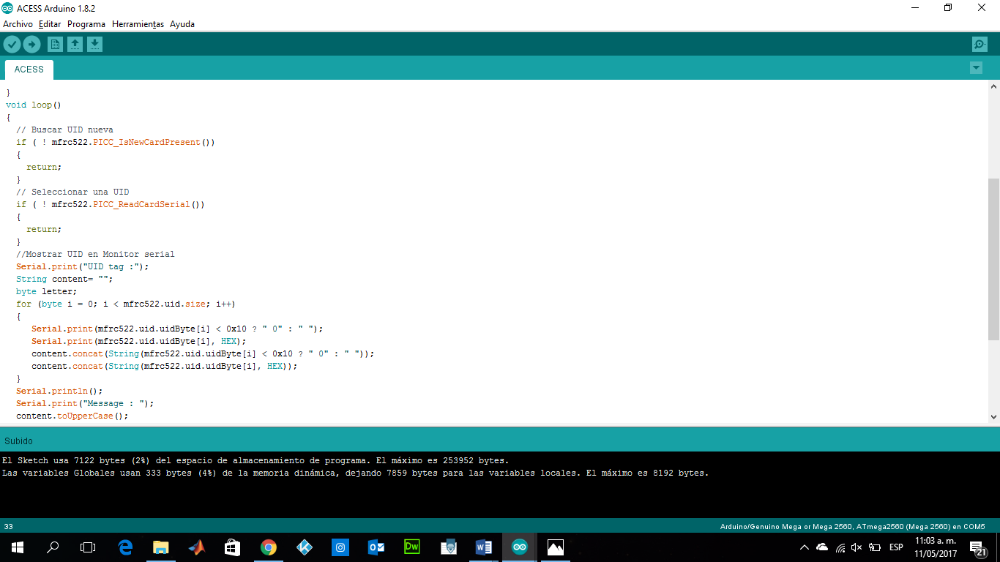 ACESS Arduino 1.8.2
Archivo Editar Programa Herramientas Ayuda
ACESS
}
void loop()
{
  // Buscar UID nueva
  if ( ! mfrc522.PICC_IsNewCardPresent())
  {
    return;
  }
  // Seleccionar una UID
  if ( ! mfrc522.PICC_ReadCardSerial())
  {
    return;
  }
  //Mostrar UID en Monitor serial
  Serial.print("UID tag :");
  String content= "";
  byte letter;
  for (byte i = 0; i < mfrc522.uid.size; i++)
  {
     Serial.print(mfrc522.uid.uidByte[i] < 0x10 ? " 0" : " ");
     Serial.print(mfrc522.uid.uidByte[i], HEX);
     content.concat(String(mfrc522.uid.uidByte[i] < 0x10 ? " 0" : " "));
     content.concat(String(mfrc522.uid.uidByte[i], HEX));
  }
  Serial.println();
  Serial.print("Message : ");
  content.toUpperCase();
Subido
El Sketch usa 7122 bytes (2%) del espacio de almacenamiento de programa. El máximo es 253952 bytes.
Las variables Globales usan 333 bytes (4%) de la memoria dinámica, dejando 7859 bytes para las variables locales. El máximo es 8192 bytes.
33 Arduino/Genuino Mega or Mega 2560, ATmega2560 (Mega 2560) en COM5
Dw
ESP
11:03 a. m.
11/05/2017
21